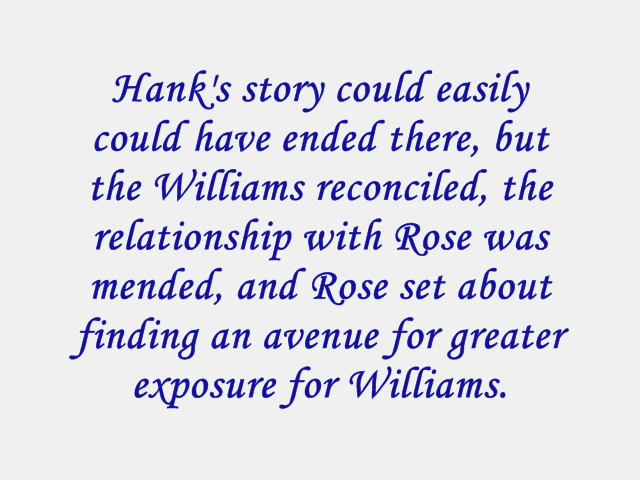 Hank's story could easily
could have ended there, but
the Williams reconciled, the
relationship with Rose was
mended, and Rose set about
finding an avenue for greater
exposure for Williams.